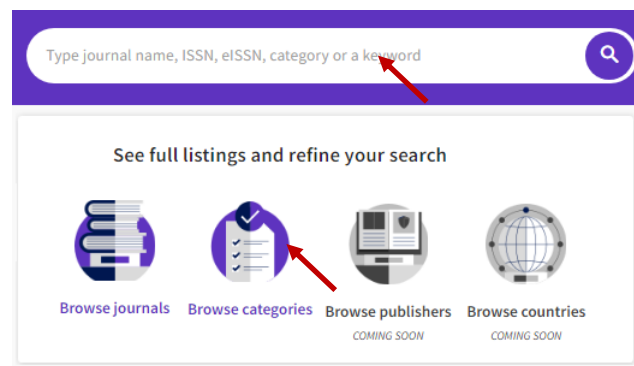 Type journal name, ISSN, eISSN, category or a keyword
See full listings and refine your search
Browse journals
Browse categories
Browse publishers
COMING SOON
Browse countries
COMING SOON